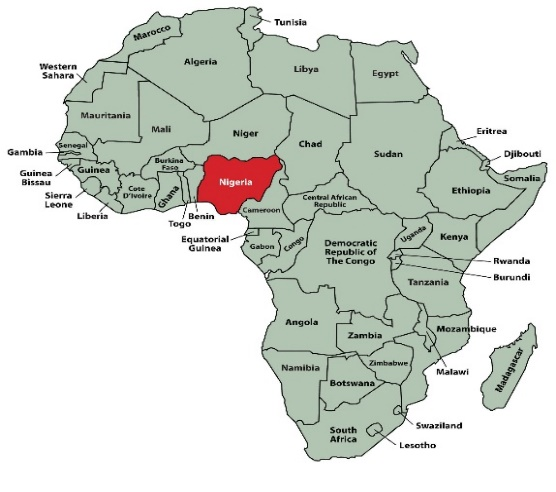 Tunisia
Morocco
Algeria
Libya
Egypt
Western
Sahara
Mauritania
Mali
Niger
Chad
Sudan
Eritrea
Djibouti
Senegal
Gambia
Guinea
Bissau
Guinea
Sierra
Leone
Liberia
Cote
D'Ivoire
Burkina
Faso
Ghana
Togo
Benin
Nigeria
Cameroon
Central African
Republic
Ethiopia
Somalia
Equatorial
Guinea
Gabon
Congo
Democratic
Republic of
The Congo
Uganda
Kenya
Rwanda
Burundi
Tanzania
Angola
Zambia
Mozambique
Malawi
Zimbabwe
Namibia
Botswana
Madagascar
South
Africa
Swaziland
Lesotho